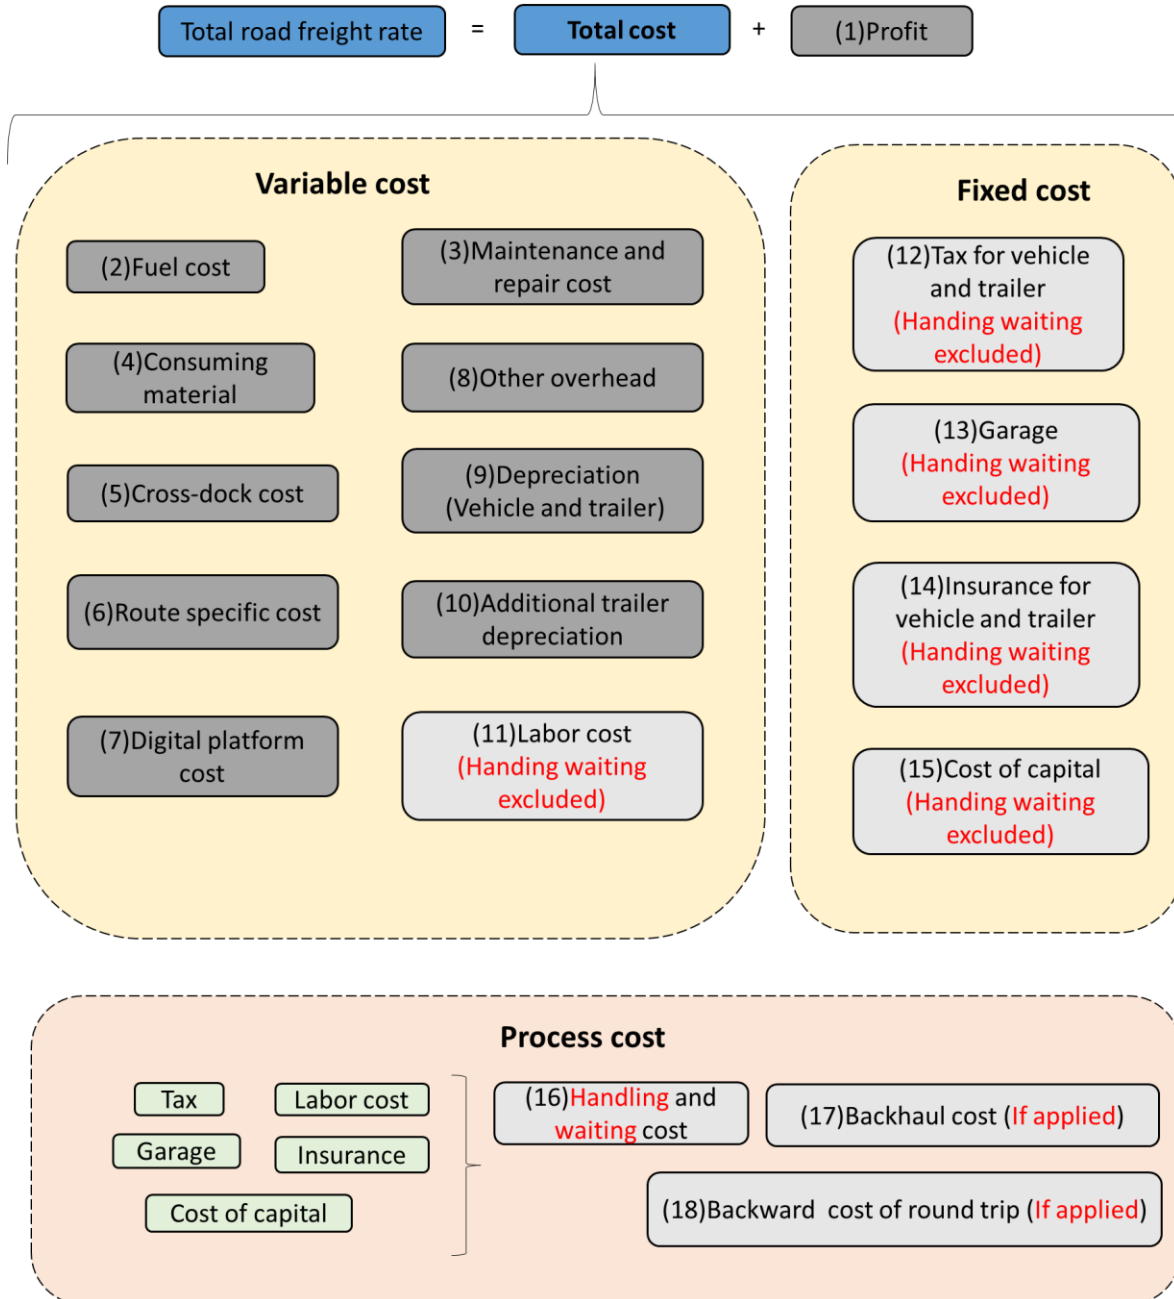 Total road freight rate = Total cost + (1)Profit
Variable cost
(2)Fuel cost
(3)Maintenance and
repair cost
(4)Consuming
material
(8)Other overhead
(5)Cross-dock cost
(9)Depreciation
(Vehicle and trailer)
(6)Route specific cost
(10)Additional trailer
depreciation
(7)Digital platform
cost
(11)Labor cost
(Handing waiting
excluded)
Fixed cost
(12)Tax for vehicle
and trailer
(Handing waiting
excluded)
(13)Garage
(Handing waiting
excluded)
(14)Insurance for
vehicle and trailer
(Handing waiting
excluded)
(15)Cost of capital
(Handing waiting
excluded)
Process cost
Tax
Labor cost
Garage
Insurance
Cost of capital
(16)Handling and
waiting cost
(17)Backhaul cost (If applied)
(18)Backward cost of round trip (If applied)